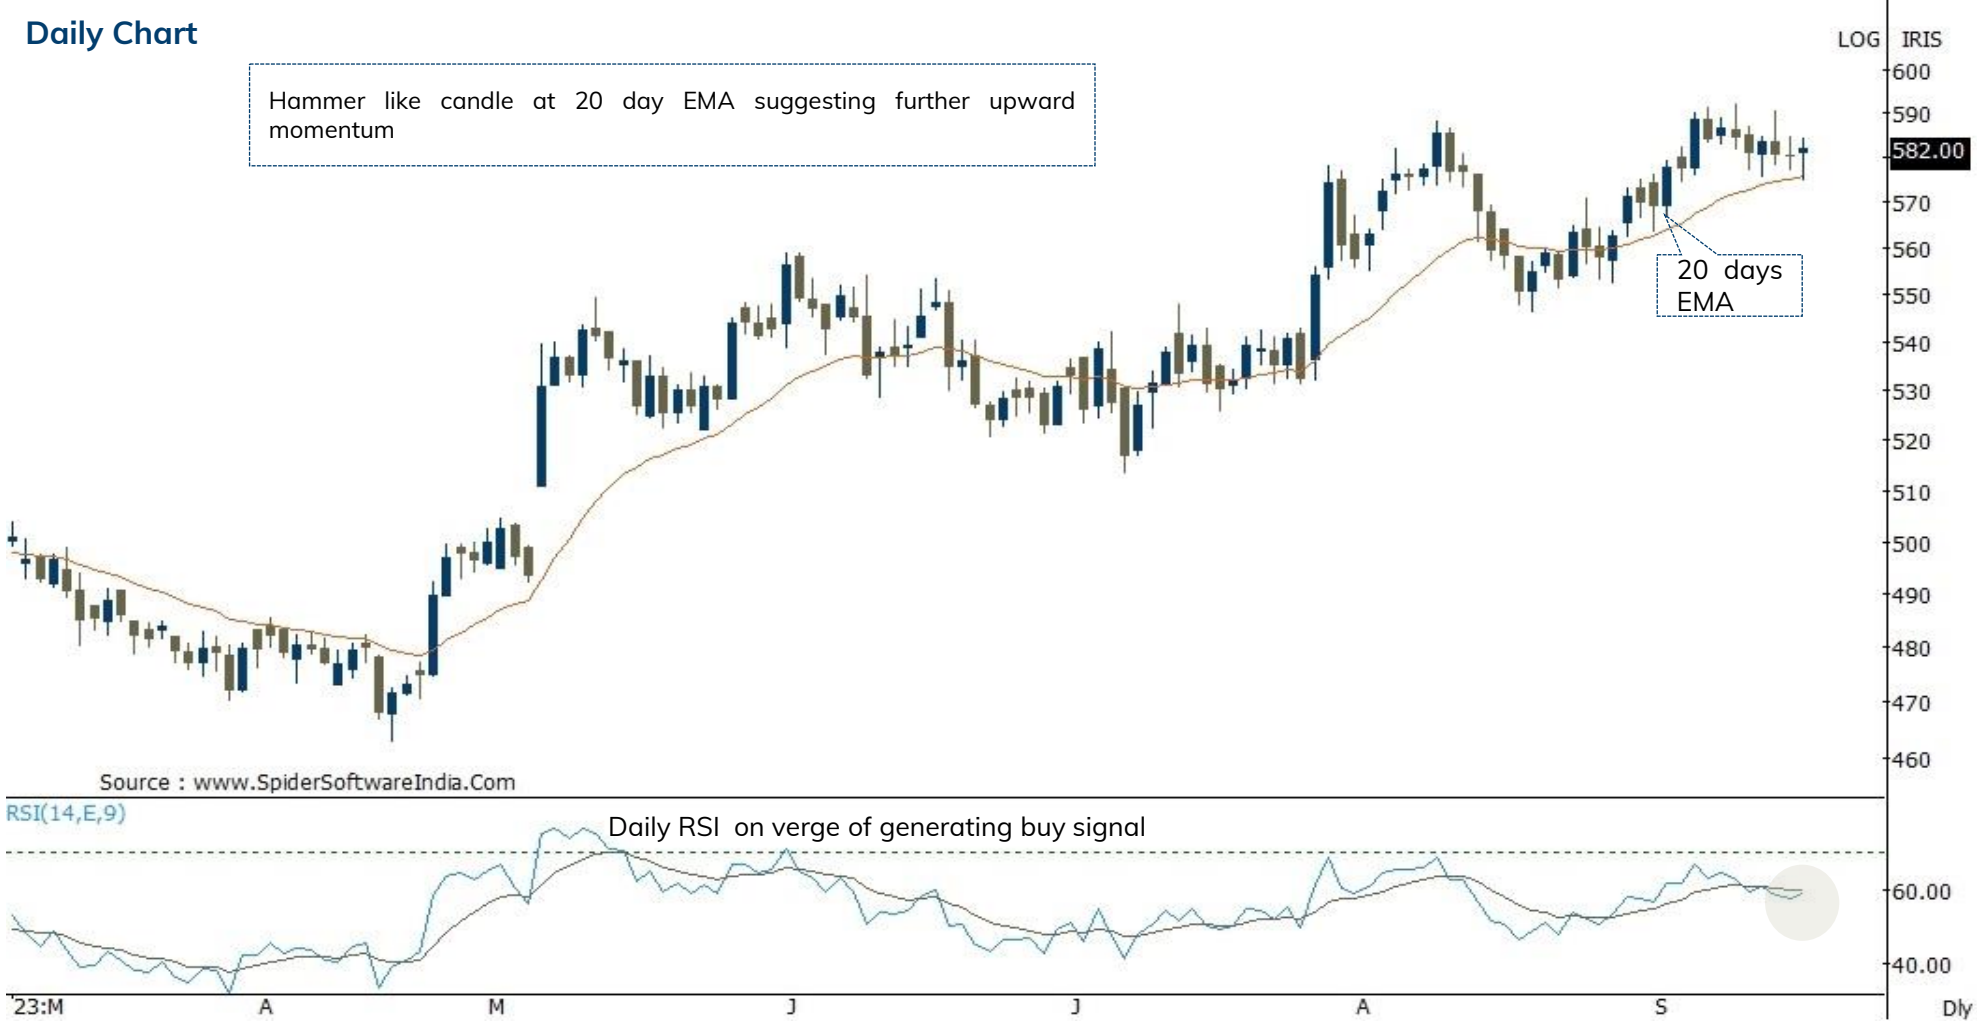 Daily Chart
LOG IRIS
Hammer like candle at 20 day EMA suggesting further upward
momentum
600
590
582.00
570
560
550
540
530
520
510
500
490
480
470
460
20 days
EMA
Source : www.SpiderSoftwareIndia.Com
RSI(14,E,9)
Daily RSI on verge of generating buy signal
60.00
40.00
23:M A M J J A S Dly